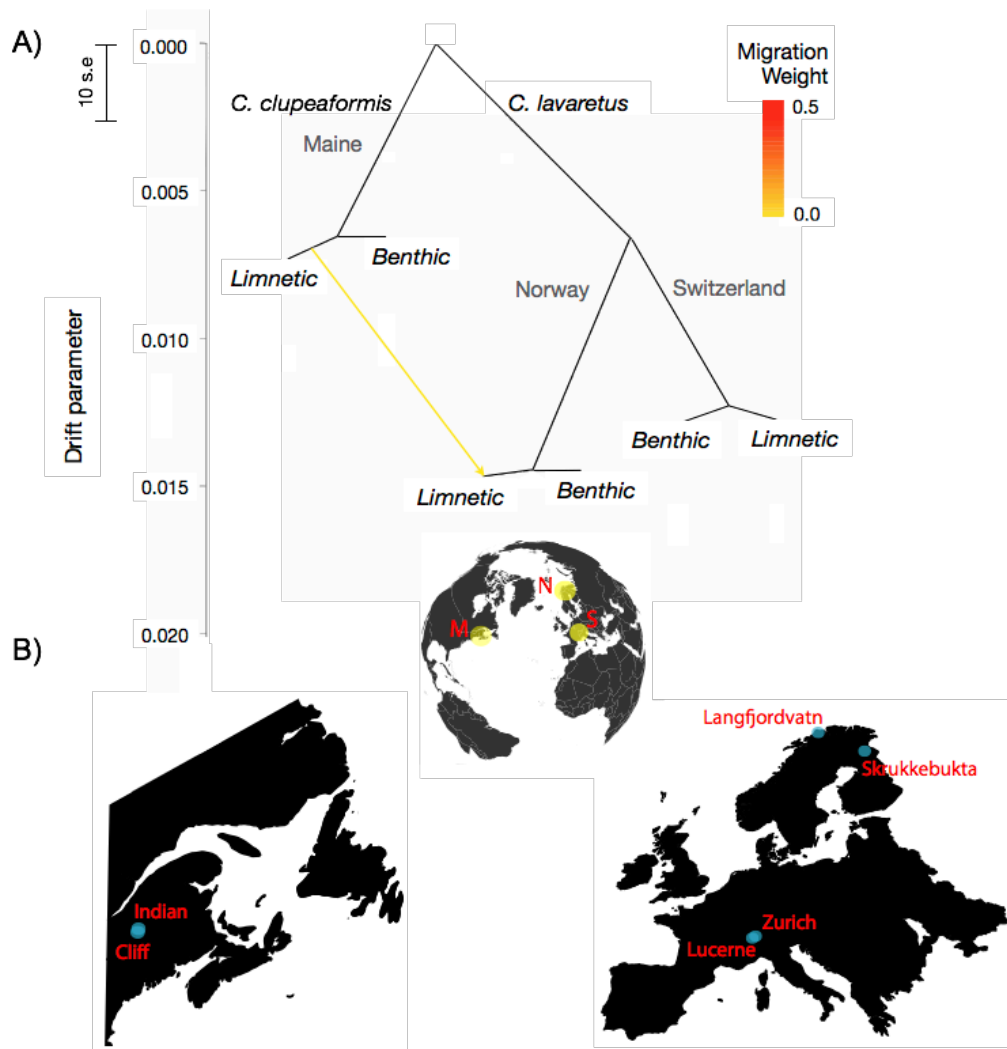 A)
0.000
10 s.e
Migration
Weight
0.5
0.0
C. clupeaformis
C. lavaretus
Maine
0.005
Limnetic
Benthic
Norway
Switzerland
0.010
Drift parameter
Benthic
Limnetic
0.015
Limnetic
Benthic
0.020
B)
N
M
S
Langfjordvatn
Skrukkebukta
Indian
Cliff
Zurich
Lucerne